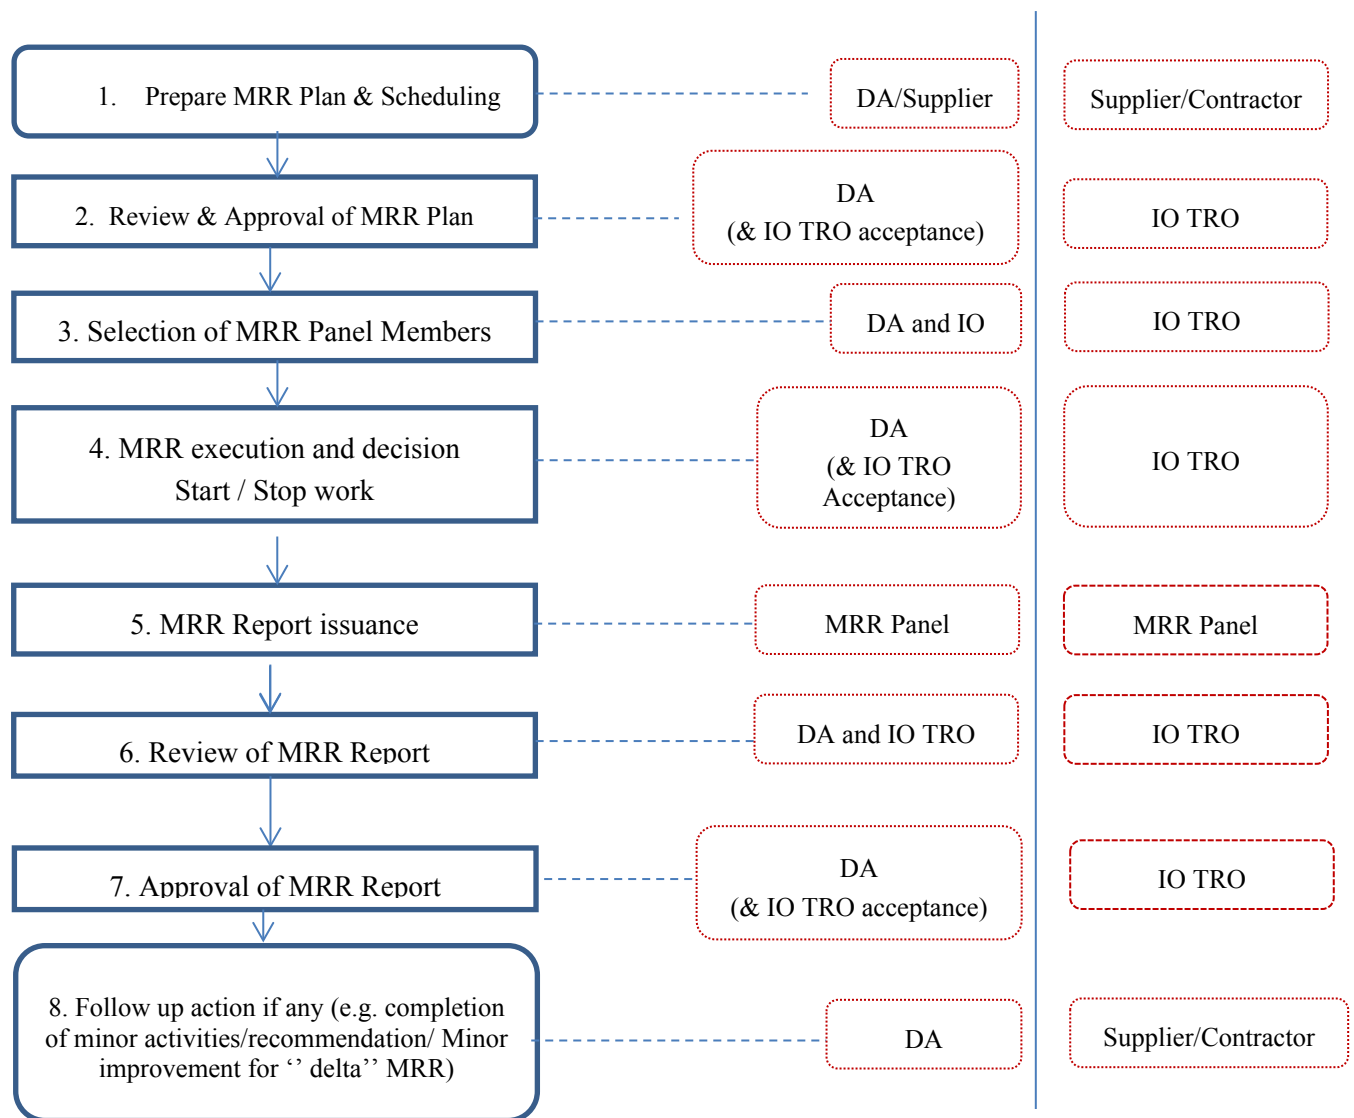 1. Prepare MRR Plan & Scheduling
DA/Supplier
Supplier/Contractor
2. Review & Approval of MRR Plan
DA
(& IO TRO acceptance)
IO TRO
3. Selection of MRR Panel Members
DA and IO
IO TRO
4. MRR execution and decision
Start / Stop work
DA
(& IO TRO
Acceptance)
IO TRO
5. MRR Report issuance
MRR Panel
MRR Panel
6. Review of MRR Report
DA and IO TRO
IO TRO
7. Approval of MRR Report
DA
(& IO TRO acceptance)
IO TRO
8. Follow up action if any (e.g. completion
of minor activities/recommendation/ Minor
improvement for ‘’ delta’’ MRR)
DA
Supplier/Contractor